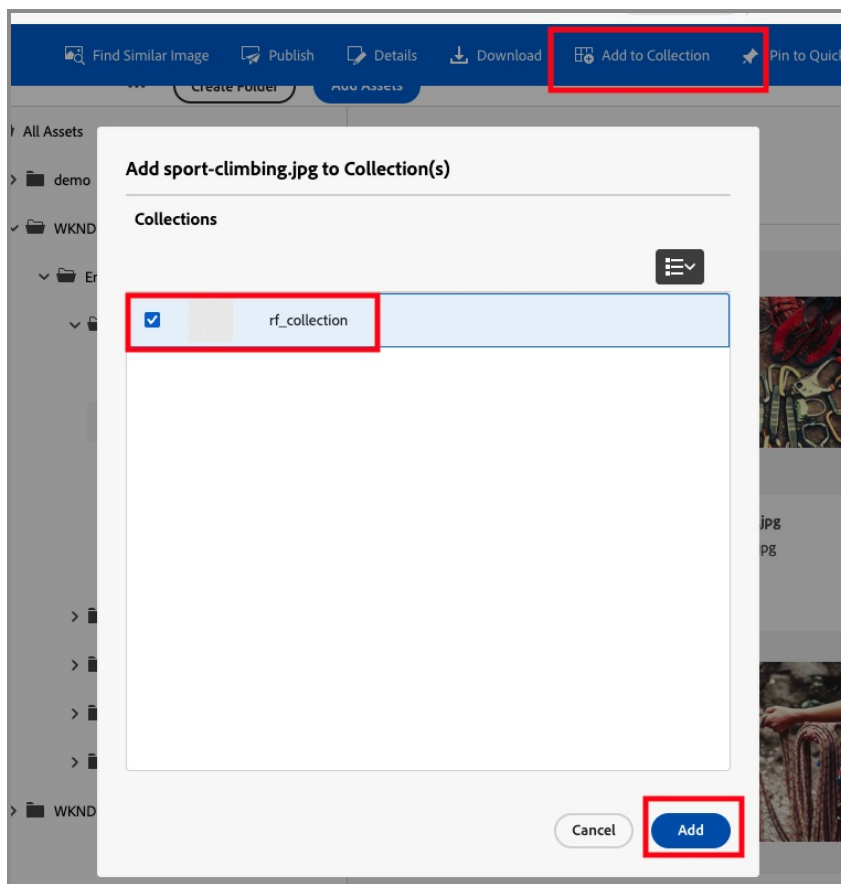 Find Similar Image Publish Details Download Add to Collection Pin to Quick
Create Folder Add Assets
All Assets
demo
WKND
Add sport-climbing.jpg to Collection(s)
Collections
rf_collection
.jpg
pg
WKND
Cancel Add